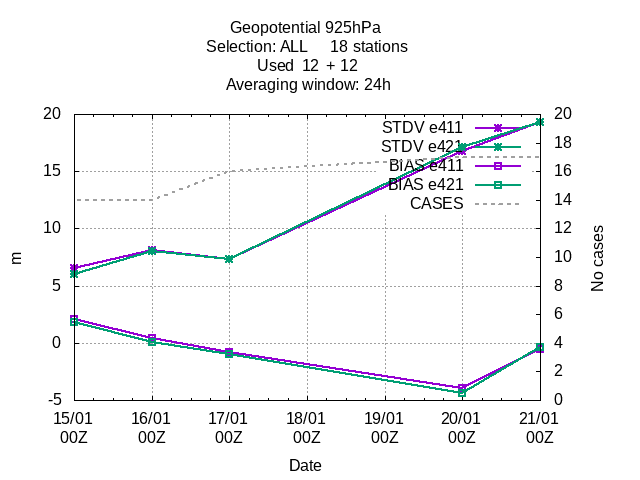 Geopotential 925hPa
Selection: ALL 18 stations
Used 12 + 12
Averaging window: 24h
20 20
STDV e411
18
STDV e421
16
15
BIAS e411
BIAS e421
14
CASES
12
10
10
m
No cases
8
5
6
0 4
2
-5 0
15/01 16/01 17/01 18/01 19/01 20/01 21/01
00Z 00Z 00Z 00Z 00Z 00Z 00Z
Date